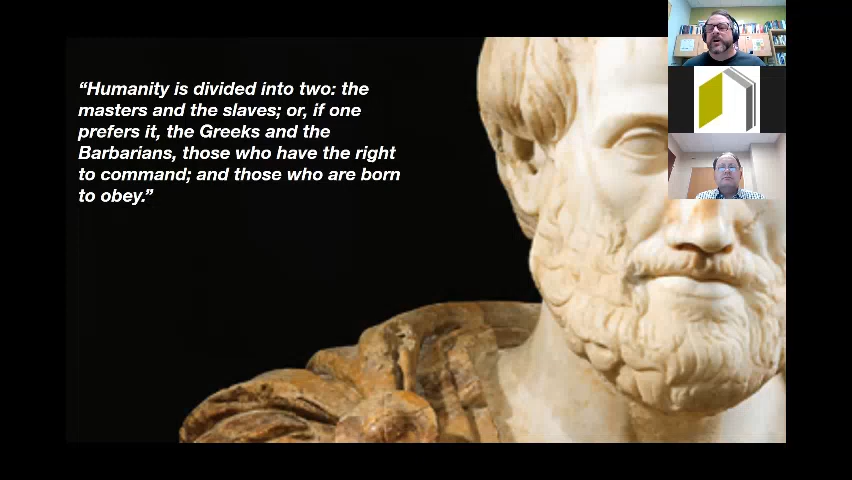 “Humanity is divided into two: the
masters and the slaves; or, if one
prefers it, the Greeks and the
Barbarians, those who have the right
to command; and those who are born
to obey.”